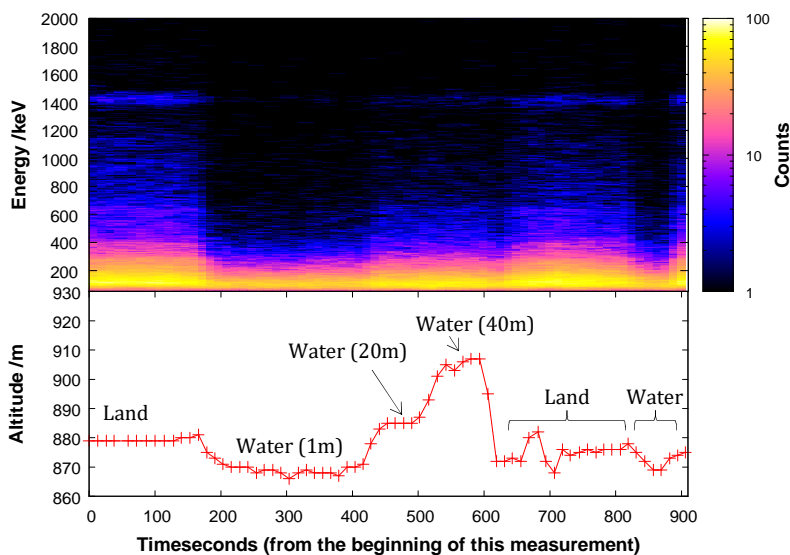 2000
1800
1600
1400
1200
1000
800
600
400
200
Energy /keV
100
10
1
Counts
930
920
910
900
890
880
870
860
Altitude /m
Water (40m)
Water (20m)
Land
Land
Water
Water (1m)
0 100 200 300 400 500 600 700 800 900
Timeseconds (from the beginning of this measurement)